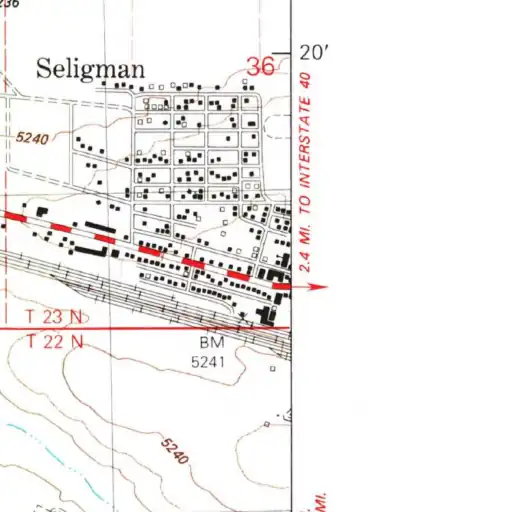 236
20'
Seligman
36
5240
2.4 MI. TO INTERSTATE 40
T 23 N
T 22 N
BM
5241
5240
MI.